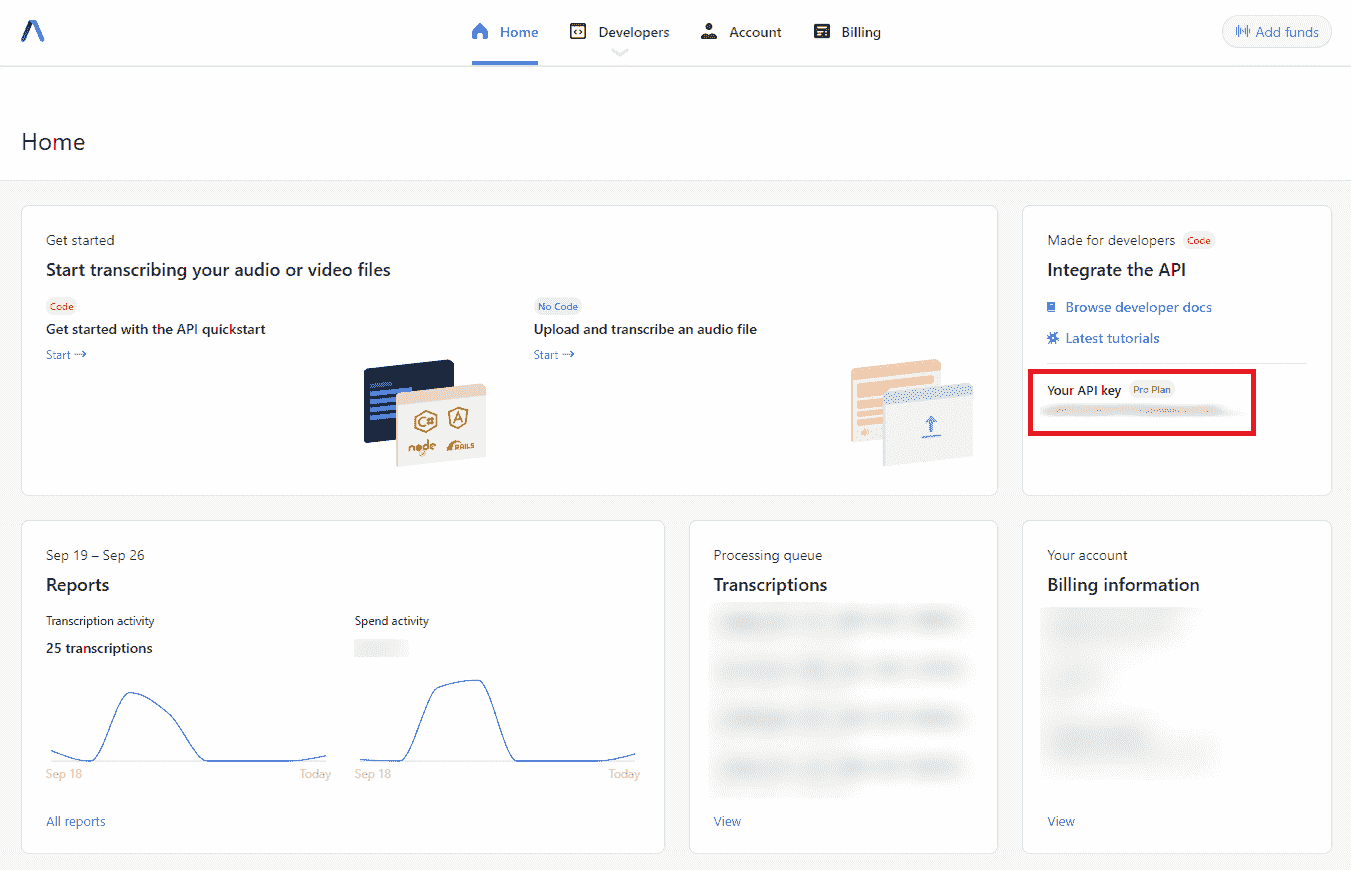 Home
Developers
Account
Billing
Add funds
Home
Get started
Start transcribing your audio or video files
Code
Get started with the API quickstart
Start
No Code
Upload and transcribe an audio file
Start
C#
A
node
RAILS
Made for developers Code
Integrate the API
Browse developer docs
Latest tutorials
Your API key Pro Plan
Sep 19 – Sep 26
Reports
Transcription activity
25 transcriptions
Sep 18 Today
Spend activity
Sep 18 Today
All reports
Processing queue
Transcriptions
View
Your account
Billing information
View